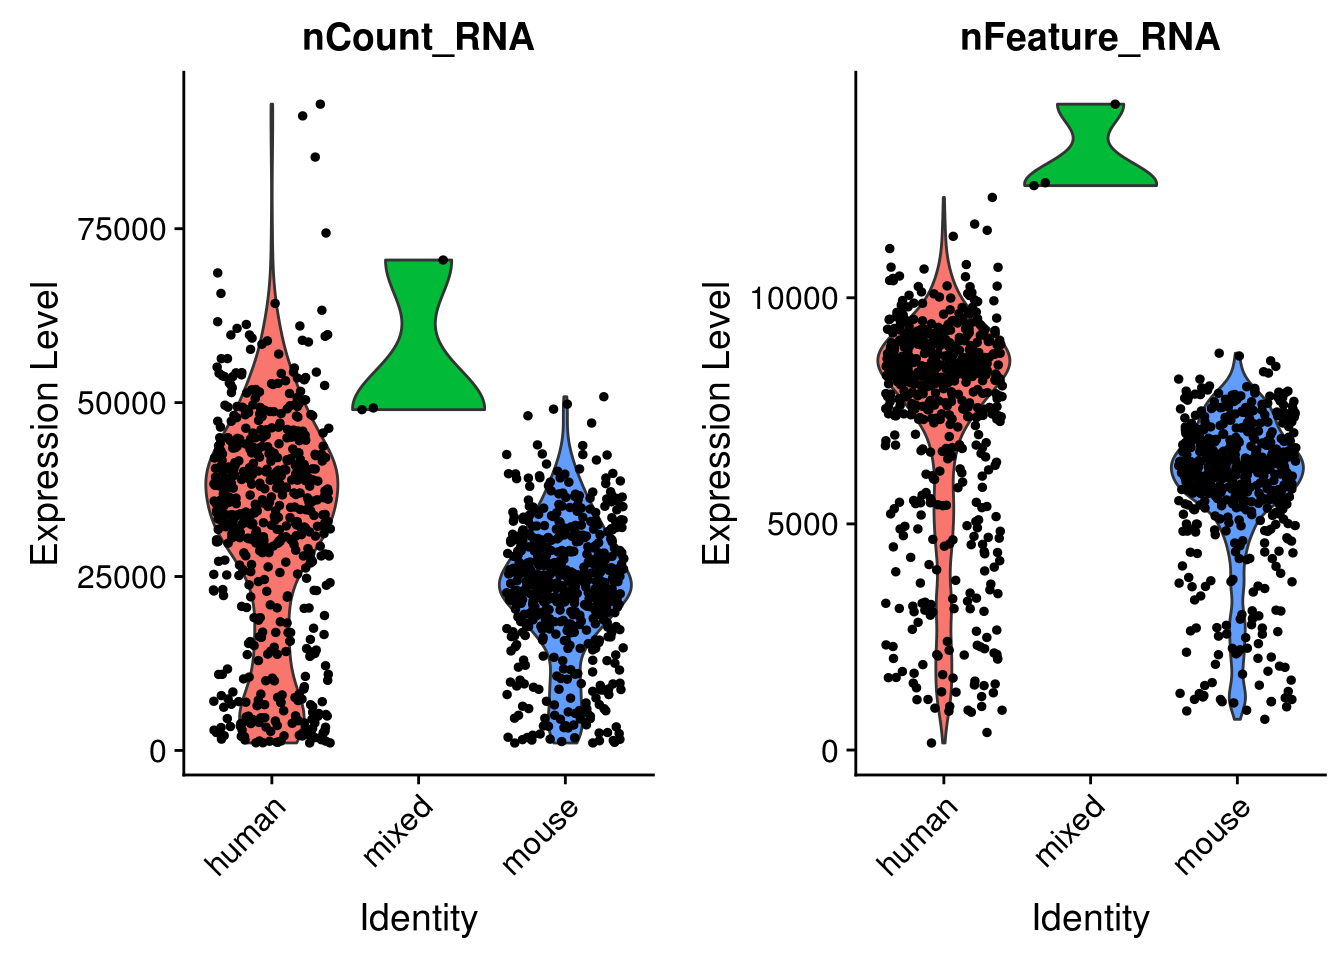 nCount_RNA
Expression Level
75000
50000
25000
0
human
mixed
mouse
Identity
nFeature_RNA
Expression Level
10000
5000
0
human
mixed
mouse
Identity